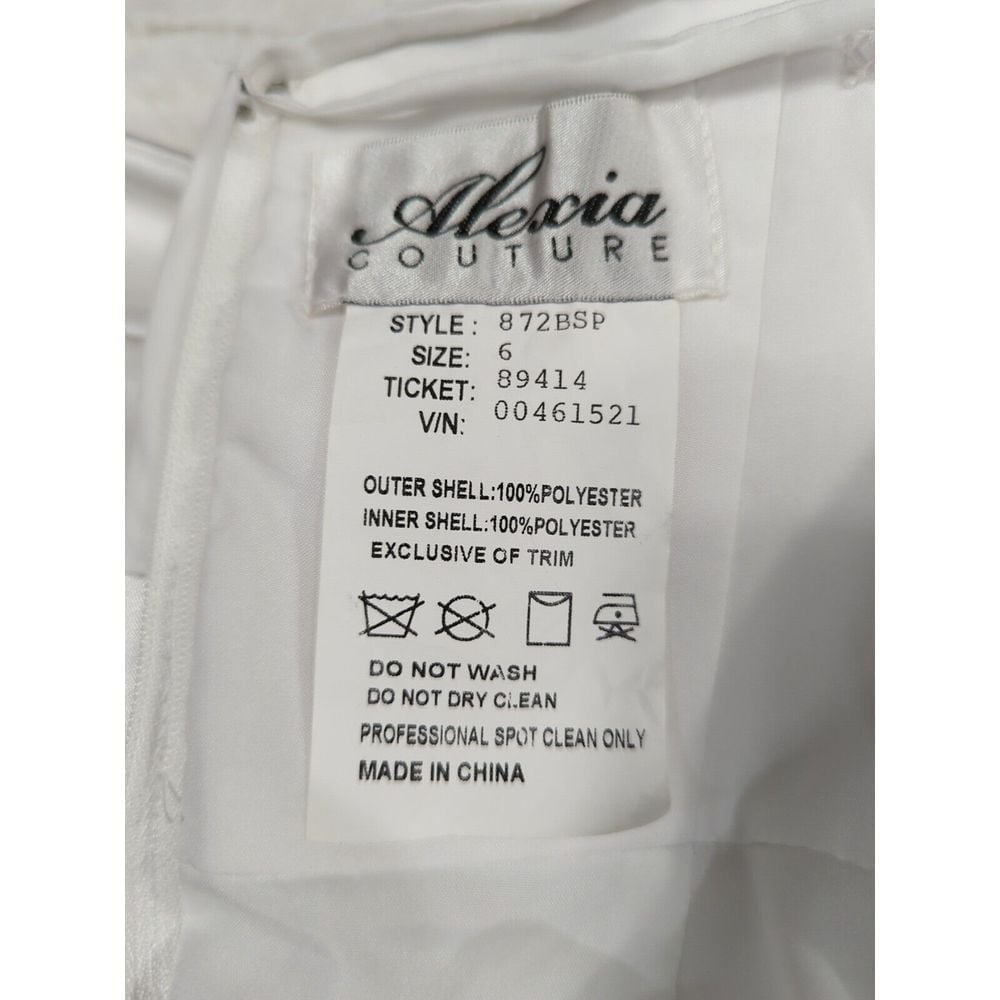 Alexia
COUTURE
STYLE: 872BSP
SIZE: 6
TICKET: 89414
V/N: 00461521
OUTER SHELL:100%POLYESTER
INNER SHELL:100%POLYESTER
EXCLUSIVE OF TRIM
DO NOT WASH
DO NOT DRY CLEAN
PROFESSIONAL SPOT CLEAN ONLY
MADE IN CHINA